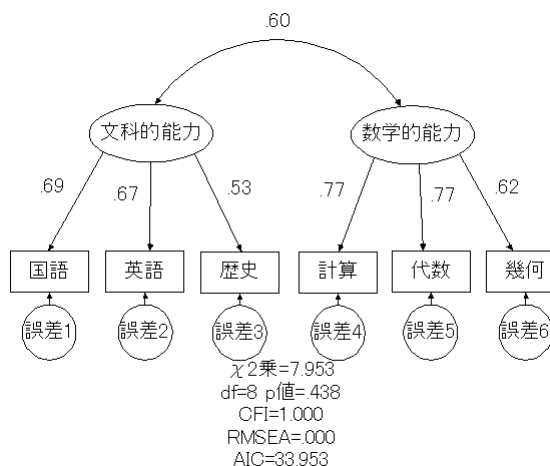 .60
文科的能力 数学的能力
.69 .67 .53 .77 .77 .62
国語 英語 歴史 計算 代数 幾何
誤差1 誤差2 誤差3 誤差4 誤差5 誤差6
χ2乗=7.953
df=8 p値=.438
CFI=1.000
RMSEA=.000
AIC=33.953